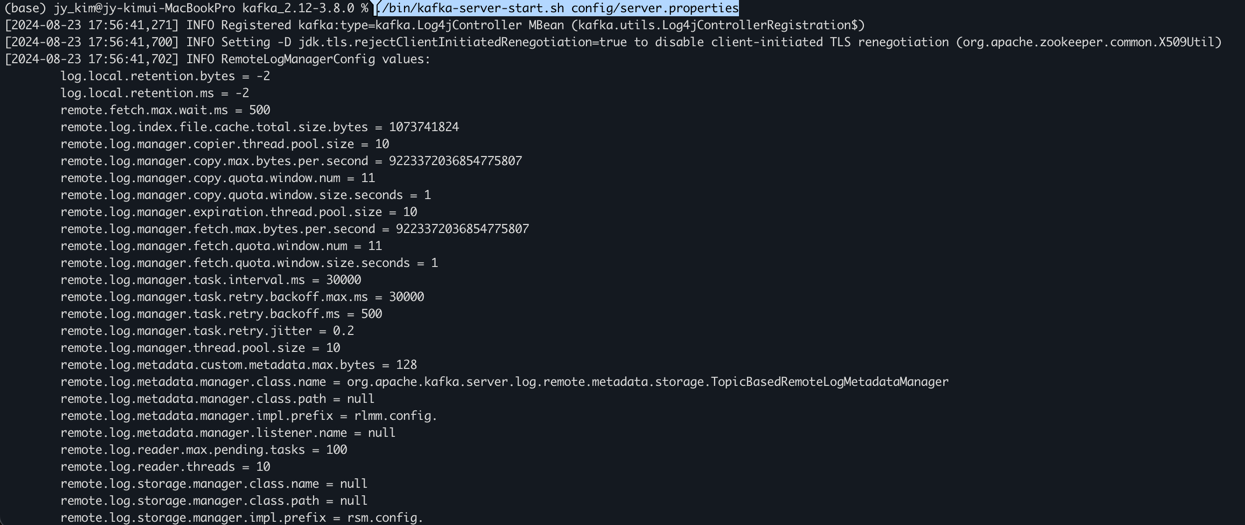 (base) jy_kim@jy-kimui-MacBookPro kafka_2.12-3.8.0 % ./bin/kafka-server-start.sh config/server.properties
[2024-08-23 17:56:41,271] INFO Registered kafka:type=kafka.Log4jController MBean (kafka.utils.Log4jControllerRegistration$)
[2024-08-23 17:56:41,700] INFO Setting -D jdk.tls.rejectClientInitiatedRenegotiation=true to disable client-initiated TLS renegotiation (org.apache.zookeeper.common.X509Util)
[2024-08-23 17:56:41,702] INFO RemoteLogManagerConfig values:
log.local.retention.bytes = -2
log.local.retention.ms = -2
remote.fetch.max.wait.ms = 500
remote.log.index.file.cache.total.size.bytes = 1073741824
remote.log.manager.copier.thread.pool.size = 10
remote.log.manager.copy.max.bytes.per.second = 9223372036854775807
remote.log.manager.copy.quota.window.num = 11
remote.log.manager.copy.quota.window.size.seconds = 1
remote.log.manager.expiration.thread.pool.size = 10
remote.log.manager.fetch.max.bytes.per.second = 9223372036854775807
remote.log.manager.fetch.quota.window.num = 11
remote.log.manager.fetch.quota.window.size.seconds = 1
remote.log.manager.task.interval.ms = 30000
remote.log.manager.task.retry.backoff.max.ms = 30000
remote.log.manager.task.retry.backoff.ms = 500
remote.log.manager.task.retry.jitter = 0.2
remote.log.manager.thread.pool.size = 10
remote.log.metadata.custom.metadata.max.bytes = 128
remote.log.metadata.manager.class.name = org.apache.kafka.server.log.remote.metadata.storage.TopicBasedRemoteLogMetadataManager
remote.log.metadata.manager.class.path = null
remote.log.metadata.manager.impl.prefix = rlmm.config.
remote.log.metadata.manager.listener.name = null
remote.log.reader.max.pending.tasks = 100
remote.log.reader.threads = 10
remote.log.storage.manager.class.name = null
remote.log.storage.manager.class.path = null
remote.log.storage.manager.impl.prefix = rsm.config.